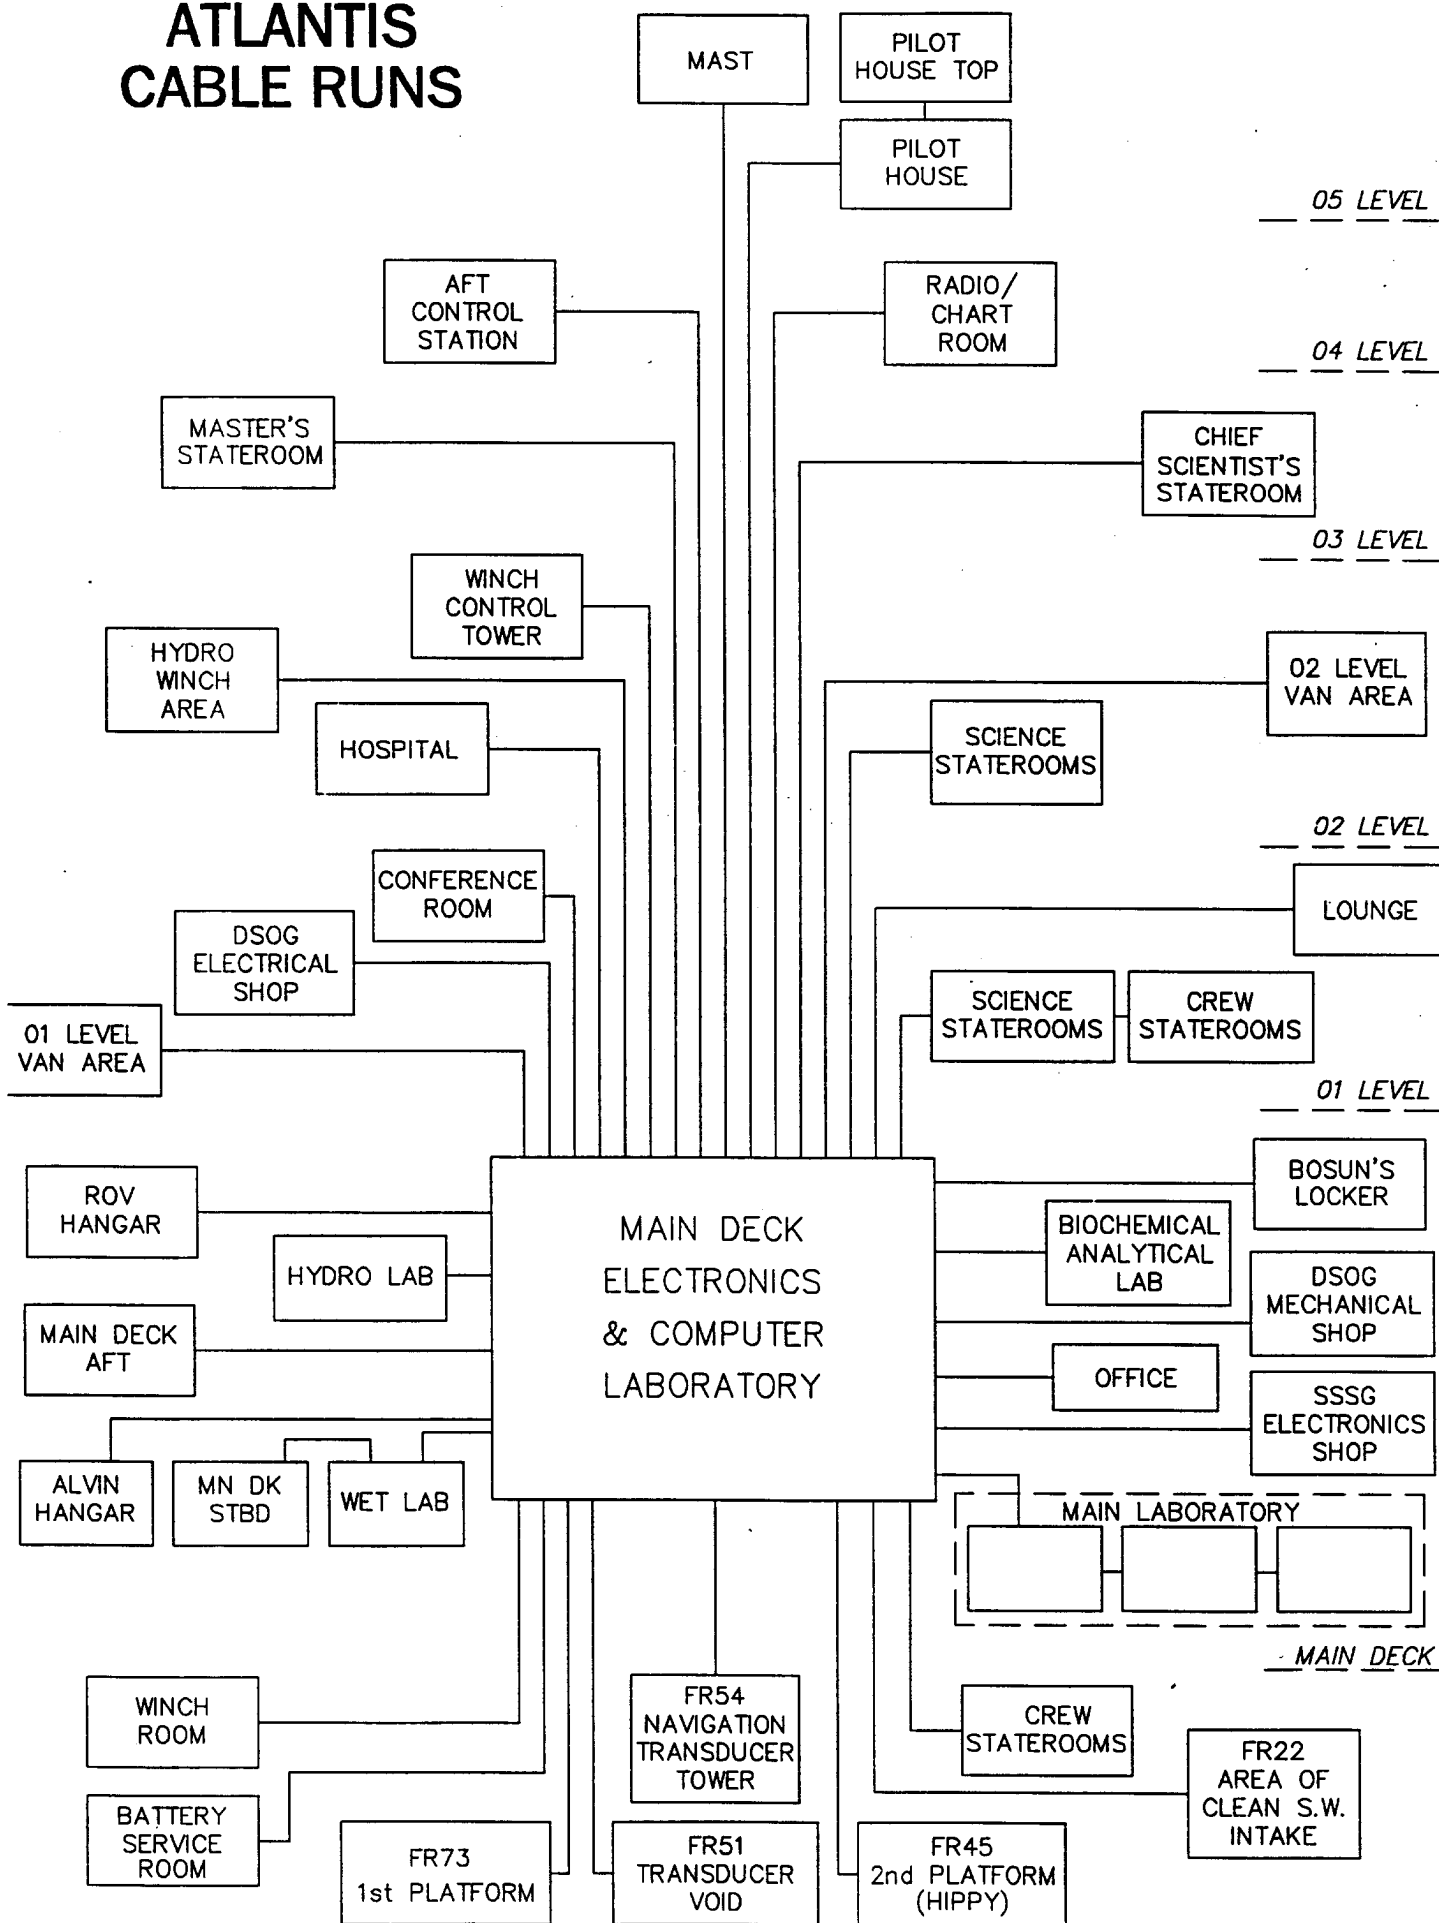 ATLANTIS
CABLE RUNS
MAST
PILOT
HOUSE TOP
PILOT
HOUSE
05 LEVEL
AFT
CONTROL
STATION
RADIO/
CHART
ROOM
04 LEVEL
MASTER'S
STATEROOM
CHIEF
SCIENTIST'S
STATEROOM
03 LEVEL
WINCH
CONTROL
TOWER
HYDRO
WINCH
AREA
02 LEVEL
VAN AREA
HOSPITAL
SCIENCE
STATEROOMS
02 LEVEL
CONFERENCE
ROOM
LOUNGE
DSOG
ELECTRICAL
SHOP
SCIENCE
STATEROOMS
CREW
STATEROOMS
01 LEVEL
VAN AREA
01 LEVEL
ROV
HANGAR
BOSUN'S
LOCKER
MAIN DECK
ELECTRONICS
& COMPUTER
LABORATORY
BIOCHEMICAL
ANALYTICAL
LAB
HYDRO LAB
DSOG
MECHANICAL
SHOP
MAIN DECK
AFT
OFFICE
SSSG
ELECTRONICS
SHOP
ALVIN
HANGAR
MN DK
STBD
WET LAB
MAIN LABORATORY
MAIN DECK
WINCH
ROOM
FR54
NAVIGATION
TRANSDUCER
TOWER
CREW
STATEROOMS
FR22
AREA OF
CLEAN S.W.
INTAKE
BATTERY
SERVICE
ROOM
FR73
1st PLATFORM
FR51
TRANSDUCER
VOID
FR45
2nd PLATFORM
(HIPPY)